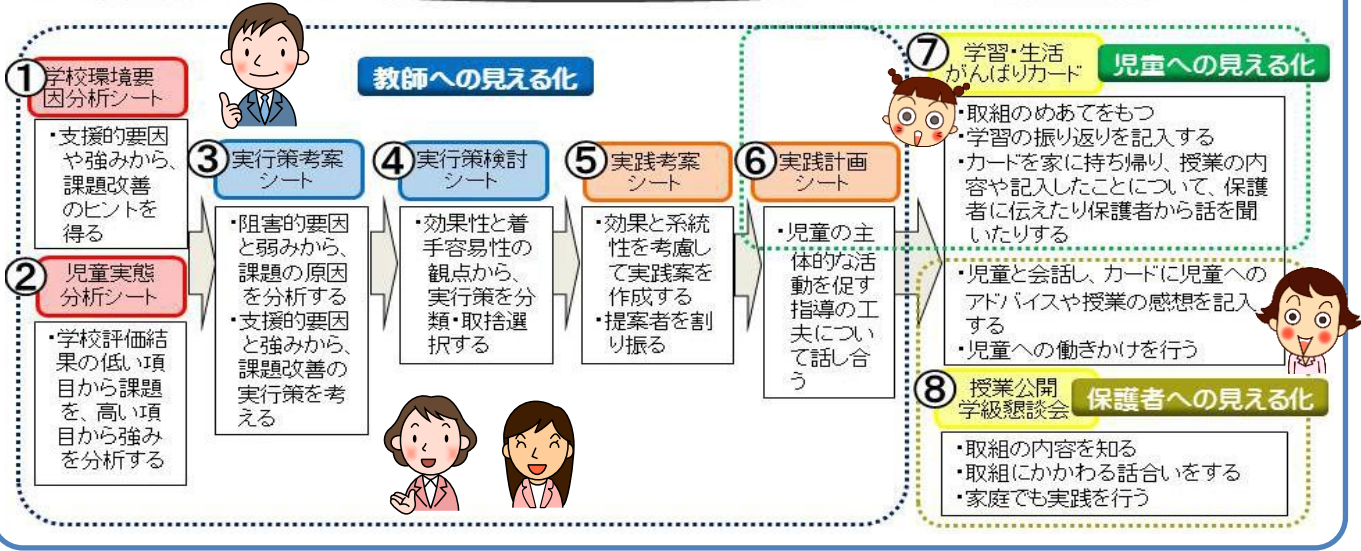 教師への見える化
①
学校環境要
因分析シート
・支援的要因
や強みから、
課題改善
のヒントを
得る
②
児童実態
分析シート
・学校評価結
果の低い項
目から課題
を、高い項
目から強み
を分析する
③
実行策考案
シート
・阻害的要因
と弱みから、
課題の原因
を分析する
・支援的要因
と強みから、
課題改善の
実行策を考
える
④
実行策検討
シート
・効果性と着
手容易性の
観点から、
実行策を分
類・取捨選
択する
⑤
実践考案
シート
・効果と系統
性を考慮し
て実践案を
作成する
・提案者を割
り振る
⑥
実践計画
シート
・児童の主
体的な活
動を促す
指導の工
夫につい
て話し合
う
⑦
学習・生活
がんばりカード
児童への見える化
・取組のめあてをもつ
・学習の振り返りを記入する
・カードを家に持ち帰り、授業の内
容や記入したことについて、保護
者に伝えたり保護者から話を聞
いたりする
・児童と会話し、カードに児童への
アドバイスや授業の感想を記入
する
・児童への働きかけを行う
⑧
授業公開
学級懇談会
保護者への見える化
・取組の内容を知る
・取組にかかわる話合いをする
・家庭でも実践を行う